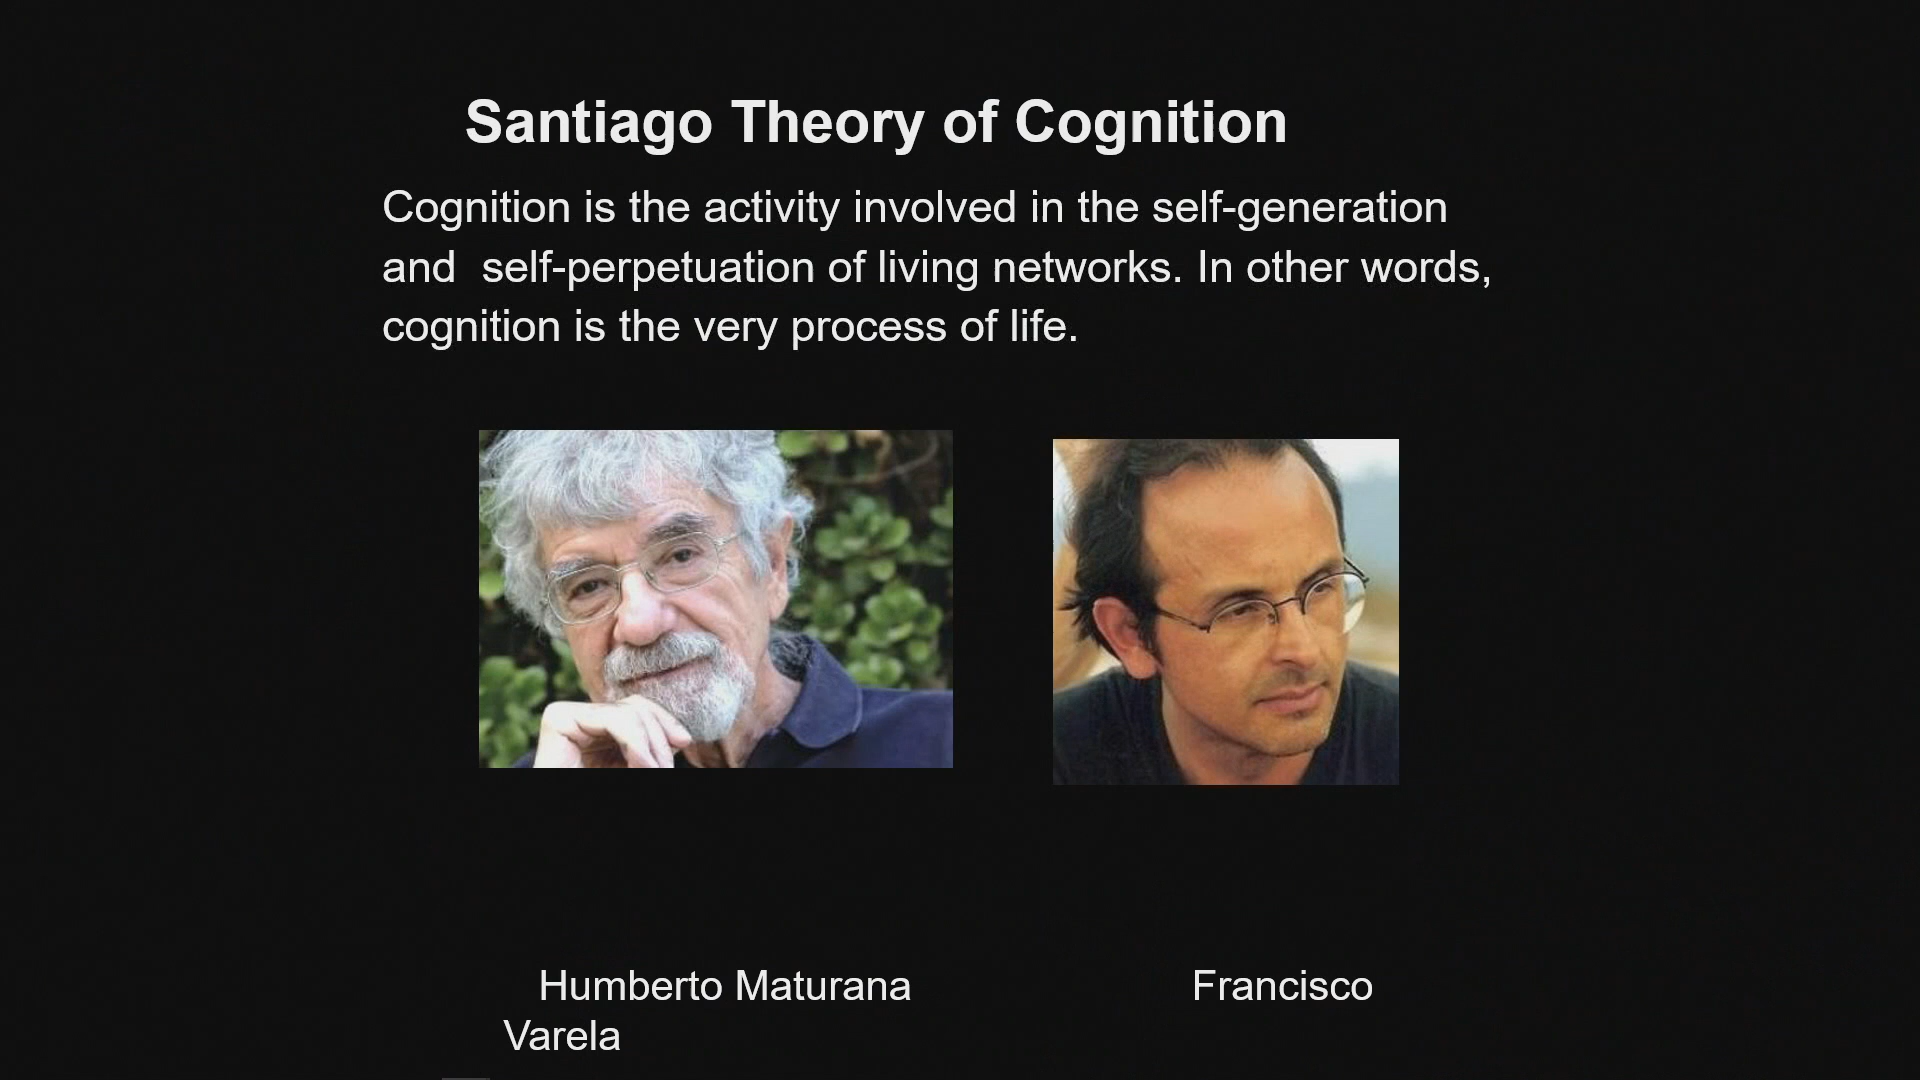 Santiago Theory of Cognition
Cognition is the activity involved in the self-generation
and  self-perpetuation of living networks. In other words,
cognition is the very process of life.
Humberto Maturana Francisco
Varela